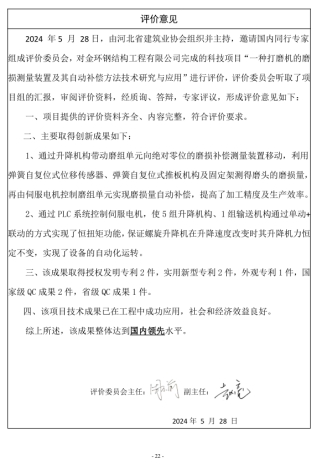 评价意见
2024 年 5 月 28日，由河北省建筑业协会组织并主持，邀请国内同行专家
组成评价委员会，对金环钢结构工程有限公司完成的科技项目“一种打磨机的磨
损测量装置及其自动补偿方法技术研究与应用”进行评价，评价委员会听取了项
目组的汇报，审阅评价资料，经质询、答辩，专家评议，形成评价意见如下：
一、项目提供的评价资料齐全、内容完整，符合评价要求。
二、主要取得创新成果如下：
1、通过升降机构带动磨组单元向绝对零位的磨损补偿测量装置移动，利用
弹簧自复位式位移传感器、弹簧自复位式推板机构及固定架测得磨头的磨损量，
再由伺服电机控制磨组单元实现磨损量自动补偿，提高了加工精度及生产效率。
2、通过 PLC 系统控制伺服电机，使 5 组升降机构、1 组输送机构通过单动+
联动的方式实现了恒扭矩功能，保证螺旋升降机在升降速度改变时其升降机力恒
定不变，实现了设备的自动化运转。
三、该成果取得授权发明专利 2 件，实用新型专利 2 件，外观专利 1 件，国
家级 QC 成果 2 件，省级 QC 成果 1 件。
四、该项目技术成果已在工程中成功应用，社会和经济效益良好。
综上所述，该成果整体达到国内领先水平。
评价委员会主任： 副主任：
2024 年 5 月 28 日
- 22 -